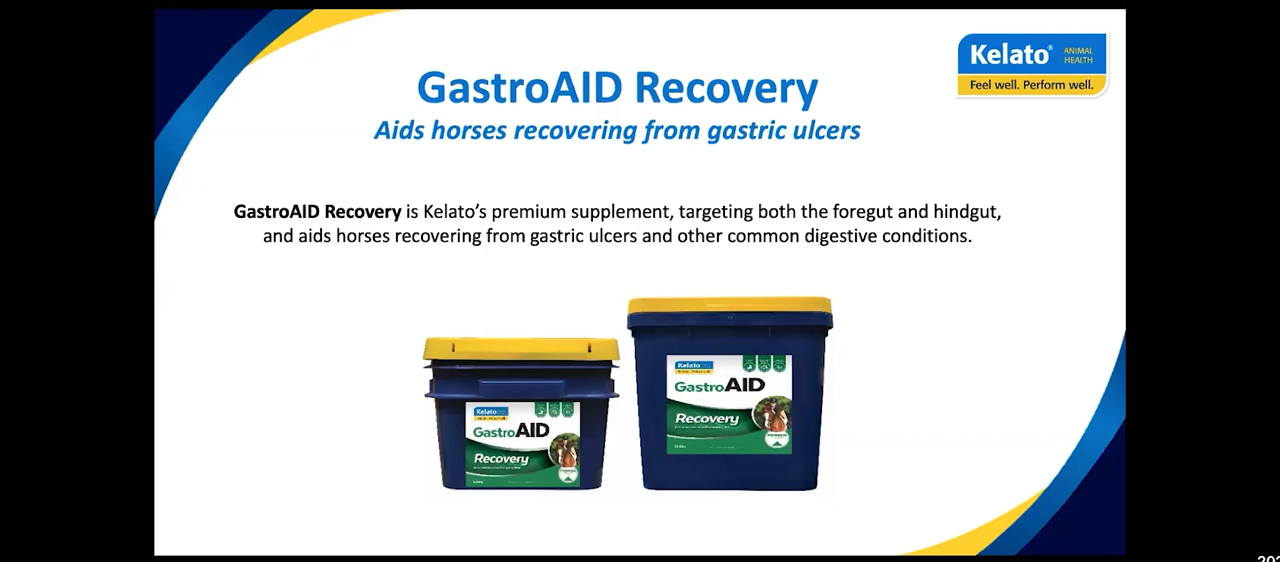 Kelato®
ANIMAL
HEALTH
Feel well. Perform well.
GastroAID Recovery
Aids horses recovering from gastric ulcers
GastroAID Recovery is Kelato’s premium supplement, targeting both the foregut and hindgut,
and aids horses recovering from gastric ulcers and other common digestive conditions.
Kelato
GastroAID
Recovery
Kelato
GastroAID
Recovery